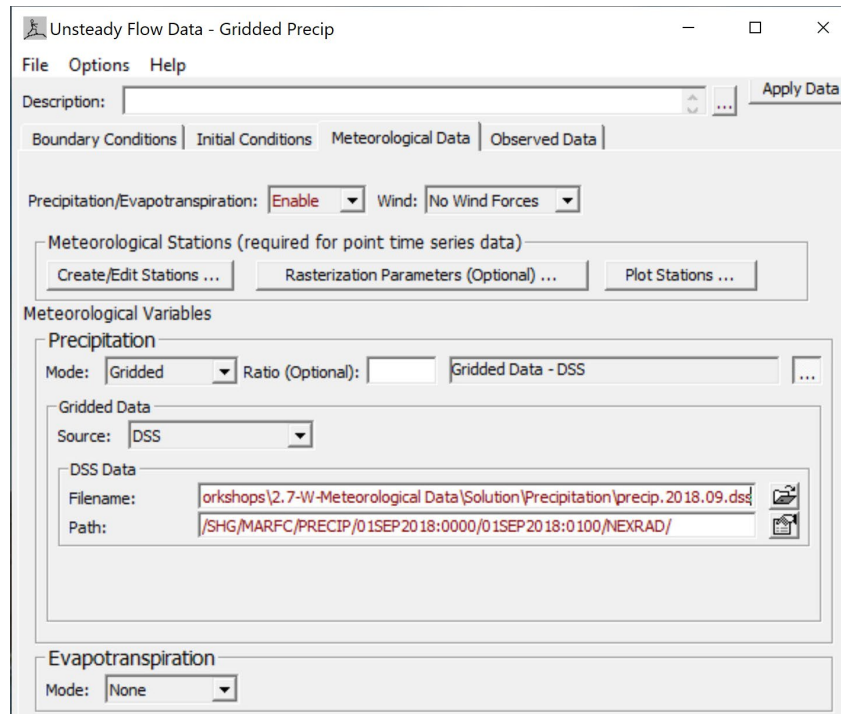 Unsteady Flow Data - Gridded Precip
File Options Help
Description: ... Apply Data
Boundary Conditions Initial Conditions Meteorological Data Observed Data
Precipitation/Evapotranspiration: Enable Wind: No Wind Forces
Meteorological Stations (required for point time series data)
Create/Edit Stations ... Rasterization Parameters (Optional) ... Plot Stations ...
Meteorological Variables
Precipitation
Mode: Gridded Ratio (Optional): Gridded Data - DSS ...
Gridded Data
Source: DSS
DSS Data
Filename: orkshops\2.7-W-Meteorological Data\Solution\Precipitation\precip.2018.09.dss
Path: /SHG/MARFC/PRECIP/01SEP2018:0000/01SEP2018:0100/NEXRAD/
Evapotranspiration
Mode: None